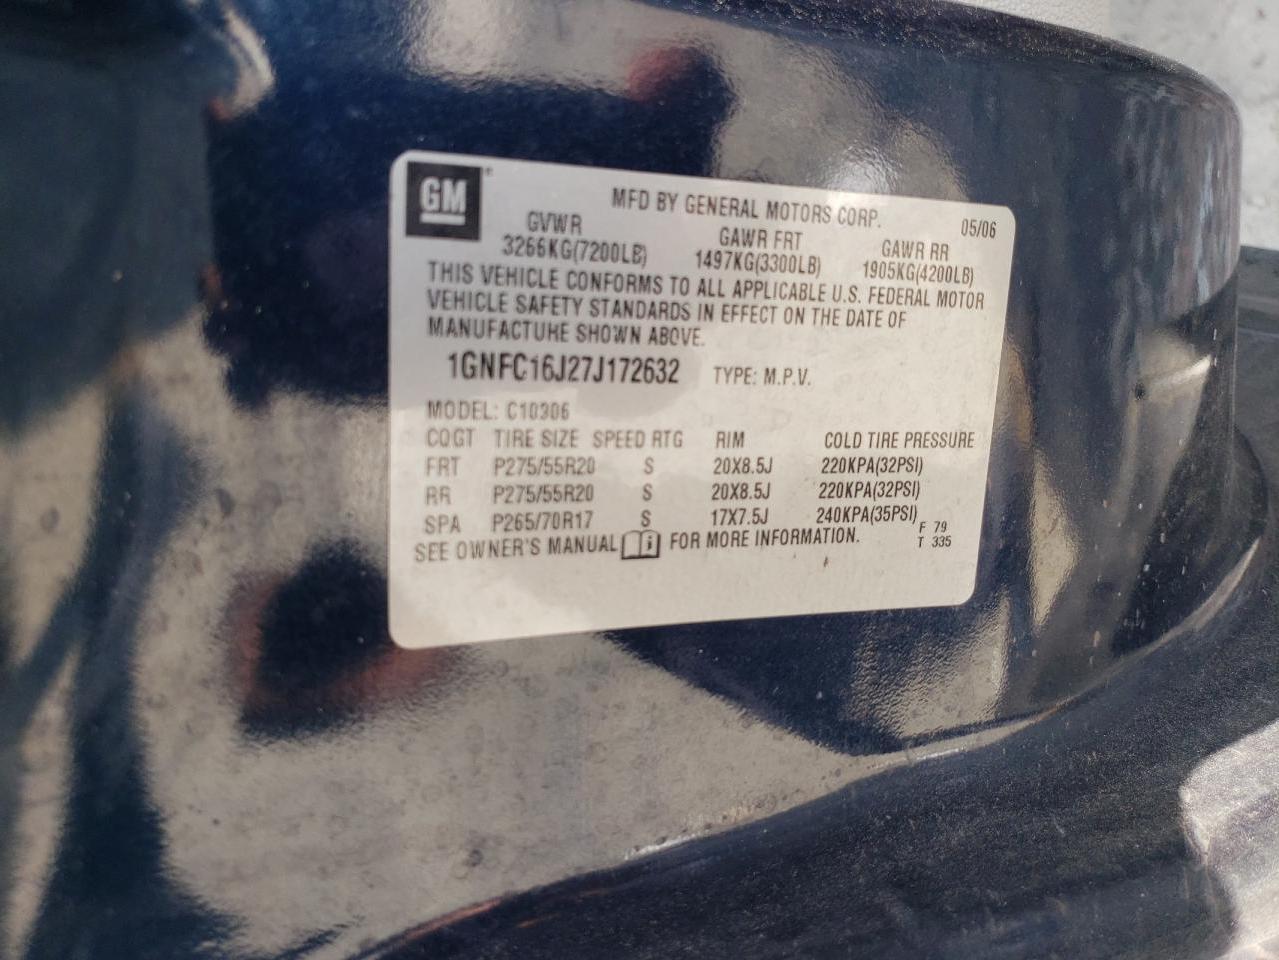 GM
MFD BY GENERAL MOTORS CORP. 05/06
GVWR GAWR FRT GAWR RR
3266KG(7200LB) 1497KG(3300LB) 1905KG(4200LB)
THIS VEHICLE CONFORMS TO ALL APPLICABLE U.S. FEDERAL MOTOR
VEHICLE SAFETY STANDARDS IN EFFECT ON THE DATE OF
MANUFACTURE SHOWN ABOVE.
1GNFC16J27J172632 TYPE: M.P.V.
MODEL: C10306
COGT TIRE SIZE SPEED RTG RIM COLD TIRE PRESSURE
FRT P275/55R20 S 20X8.5J 220KPA(32PSI)
RR P275/55R20 S 20X8.5J 220KPA(32PSI)
SPA P265/70R17 S 17X7.5J 240KPA(35PSI)
SEE OWNER'S MANUAL i FOR MORE INFORMATION. F 79
T 335